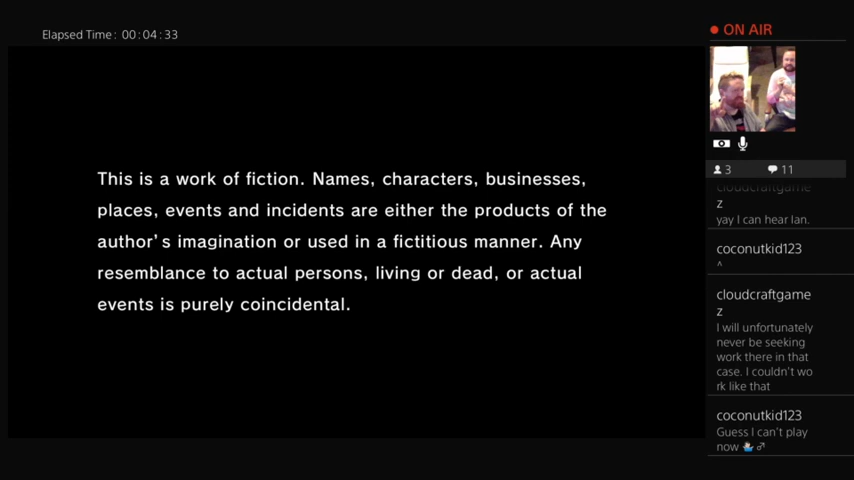 Elapsed Time: 00:04:33
ON AIR
This is a work of fiction. Names, characters, businesses,
places, events and incidents are either the products of the
author's imagination or used in a fictitious manner. Any
resemblance to actual persons, living or dead, or actual
events is purely coincidental.
3
11
cloudcraftgame
z
yay I can hear Ian.
coconutkid123
^
cloudcraftgame
z
I will unfortunately
never be seeking
work there in that
case. I couldn't wo
rk like that
coconutkid123
Guess I can't play
now 🤷🏻♂